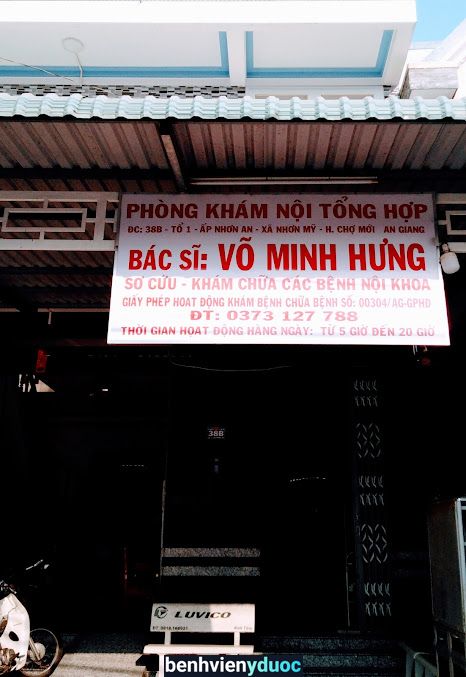 PHÒNG KHÁM NỘI TỔNG HỢP
ĐC: 38B - TỔ 1 - ẤP NHƠN AN - XÃ NHƠN MỸ - H. CHỢ MỚI AN GIANG
BÁC SĨ: VÕ MINH HƯNG
SƠ CỨU - KHÁM CHỮA CÁC BỆNH NỘI KHOA
GIẤY PHÉP HOẠT ĐỘNG KHÁM BỆNH CHỮA BỆNH SỐ: 00304/AG-GPHĐ
ĐT: 0373 127 788
THỜI GIAN HOẠT ĐỘNG HÀNG NGÀY: TỪ 5 GIỜ ĐẾN 20 GIỜ
38B
LUVICO
benhvienyduoc